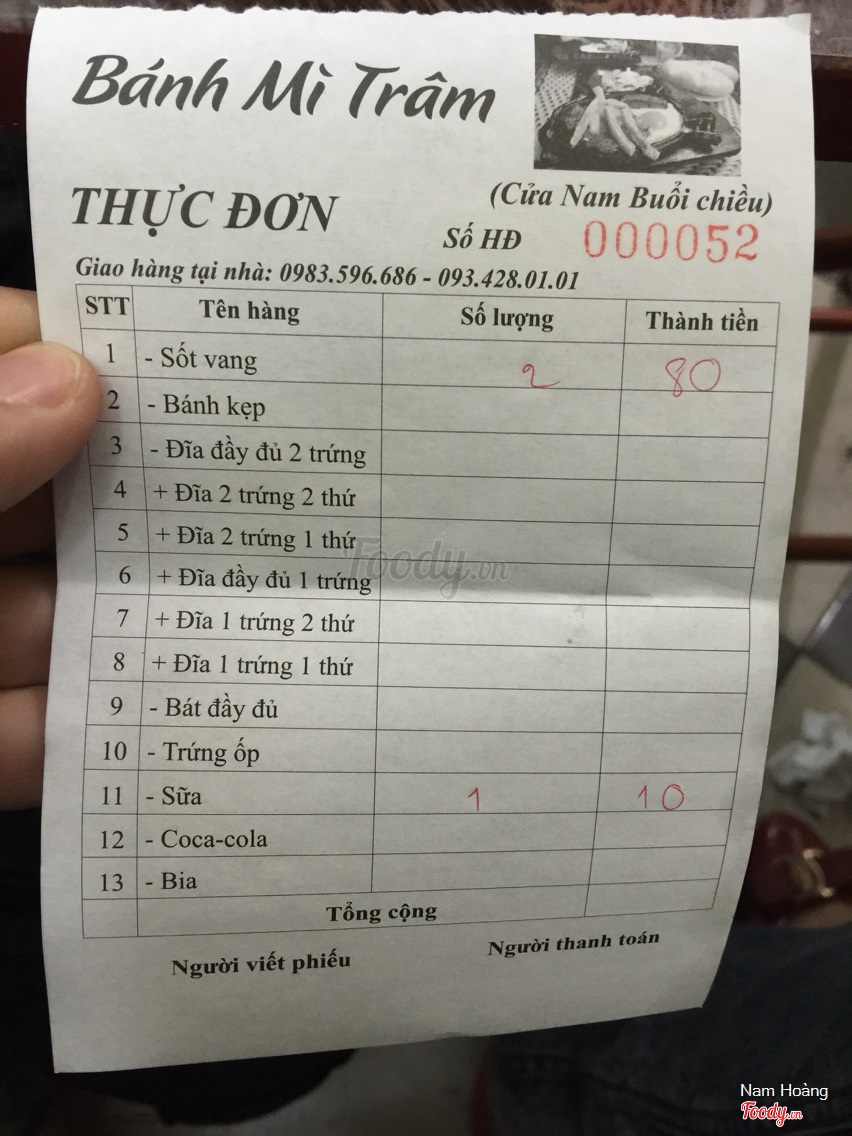 Bánh Mì Trâm
THỰC ĐƠN
(Cửa Nam Buổi chiều)
Số HĐ 000052
Giao hàng tại nhà: 0983.596.686 - 093.428.01.01
STT Tên hàng Số lượng Thành tiền
1 - Sốt vang 2 80
2 - Bánh kẹp
3 - Đĩa đầy đủ 2 trứng
4 + Đĩa 2 trứng 2 thứ
5 + Đĩa 2 trứng 1 thứ
6 + Đĩa đầy đủ 1 trứng
7 + Đĩa 1 trứng 2 thứ
8 + Đĩa 1 trứng 1 thứ
9 - Bát đầy đủ
10 - Trứng ốp
11 - Sữa 1 10
12 - Coca-cola
13 - Bia
Tổng cộng
Người viết phiếu Người thanh toán
Foody.vn
Nam Hoàng
Foody.vn